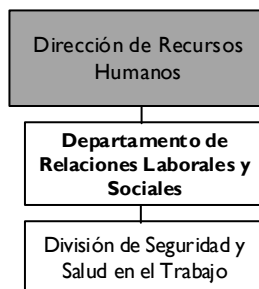 Dirección de Recursos
Humanos
Departamento de
Relaciones Laborales y
Sociales
División de Seguridad y
Salud en el Trabajo